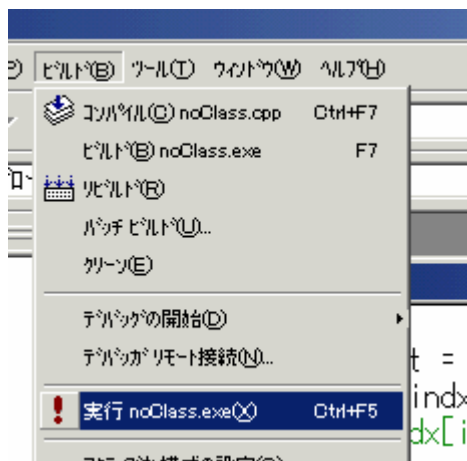 ﾋﾞﾙﾄﾞ(B) ﾂｰﾙ(T) ｳｨﾝﾄﾞｳ(W) ﾍﾙﾌﾟ(H)
ｺﾝﾊﾟｲﾙ(C) noClass.cpp Ctrl+F7
ﾋﾞﾙﾄﾞ(B) noClass.exe F7
ﾘﾋﾞﾙﾄﾞ(R)
ﾊﾞｯﾁ ﾋﾞﾙﾄﾞ(U)...
ｸﾘｰﾝ(E)
ﾃﾞﾊﾞｯｸﾞの開始(D)
ﾃﾞﾊﾞｯｶﾞ ﾘﾓｰﾄ接続(N)...
t =
実行 noClass.exe(X) Ctrl+F5
indx
dx[i